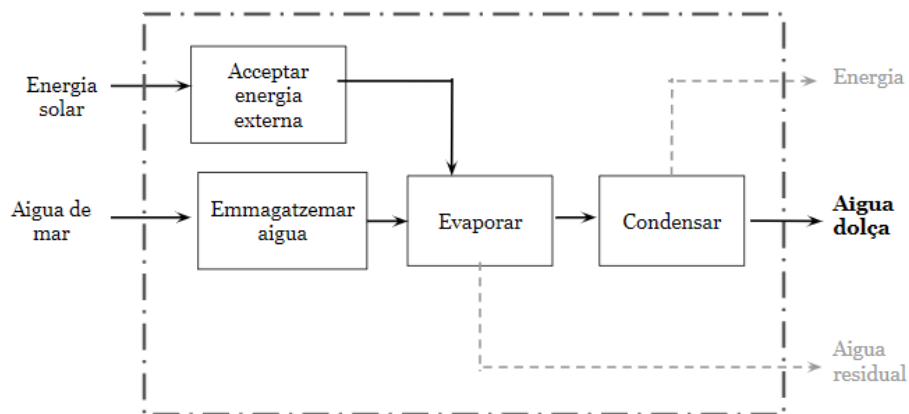 Energia
solar
Acceptar
energia
externa
Energia
Aigua de
mar
Emmagatzemar
aigua
Evaporar
Condensar
Aigua
dolça
Aigua
residual